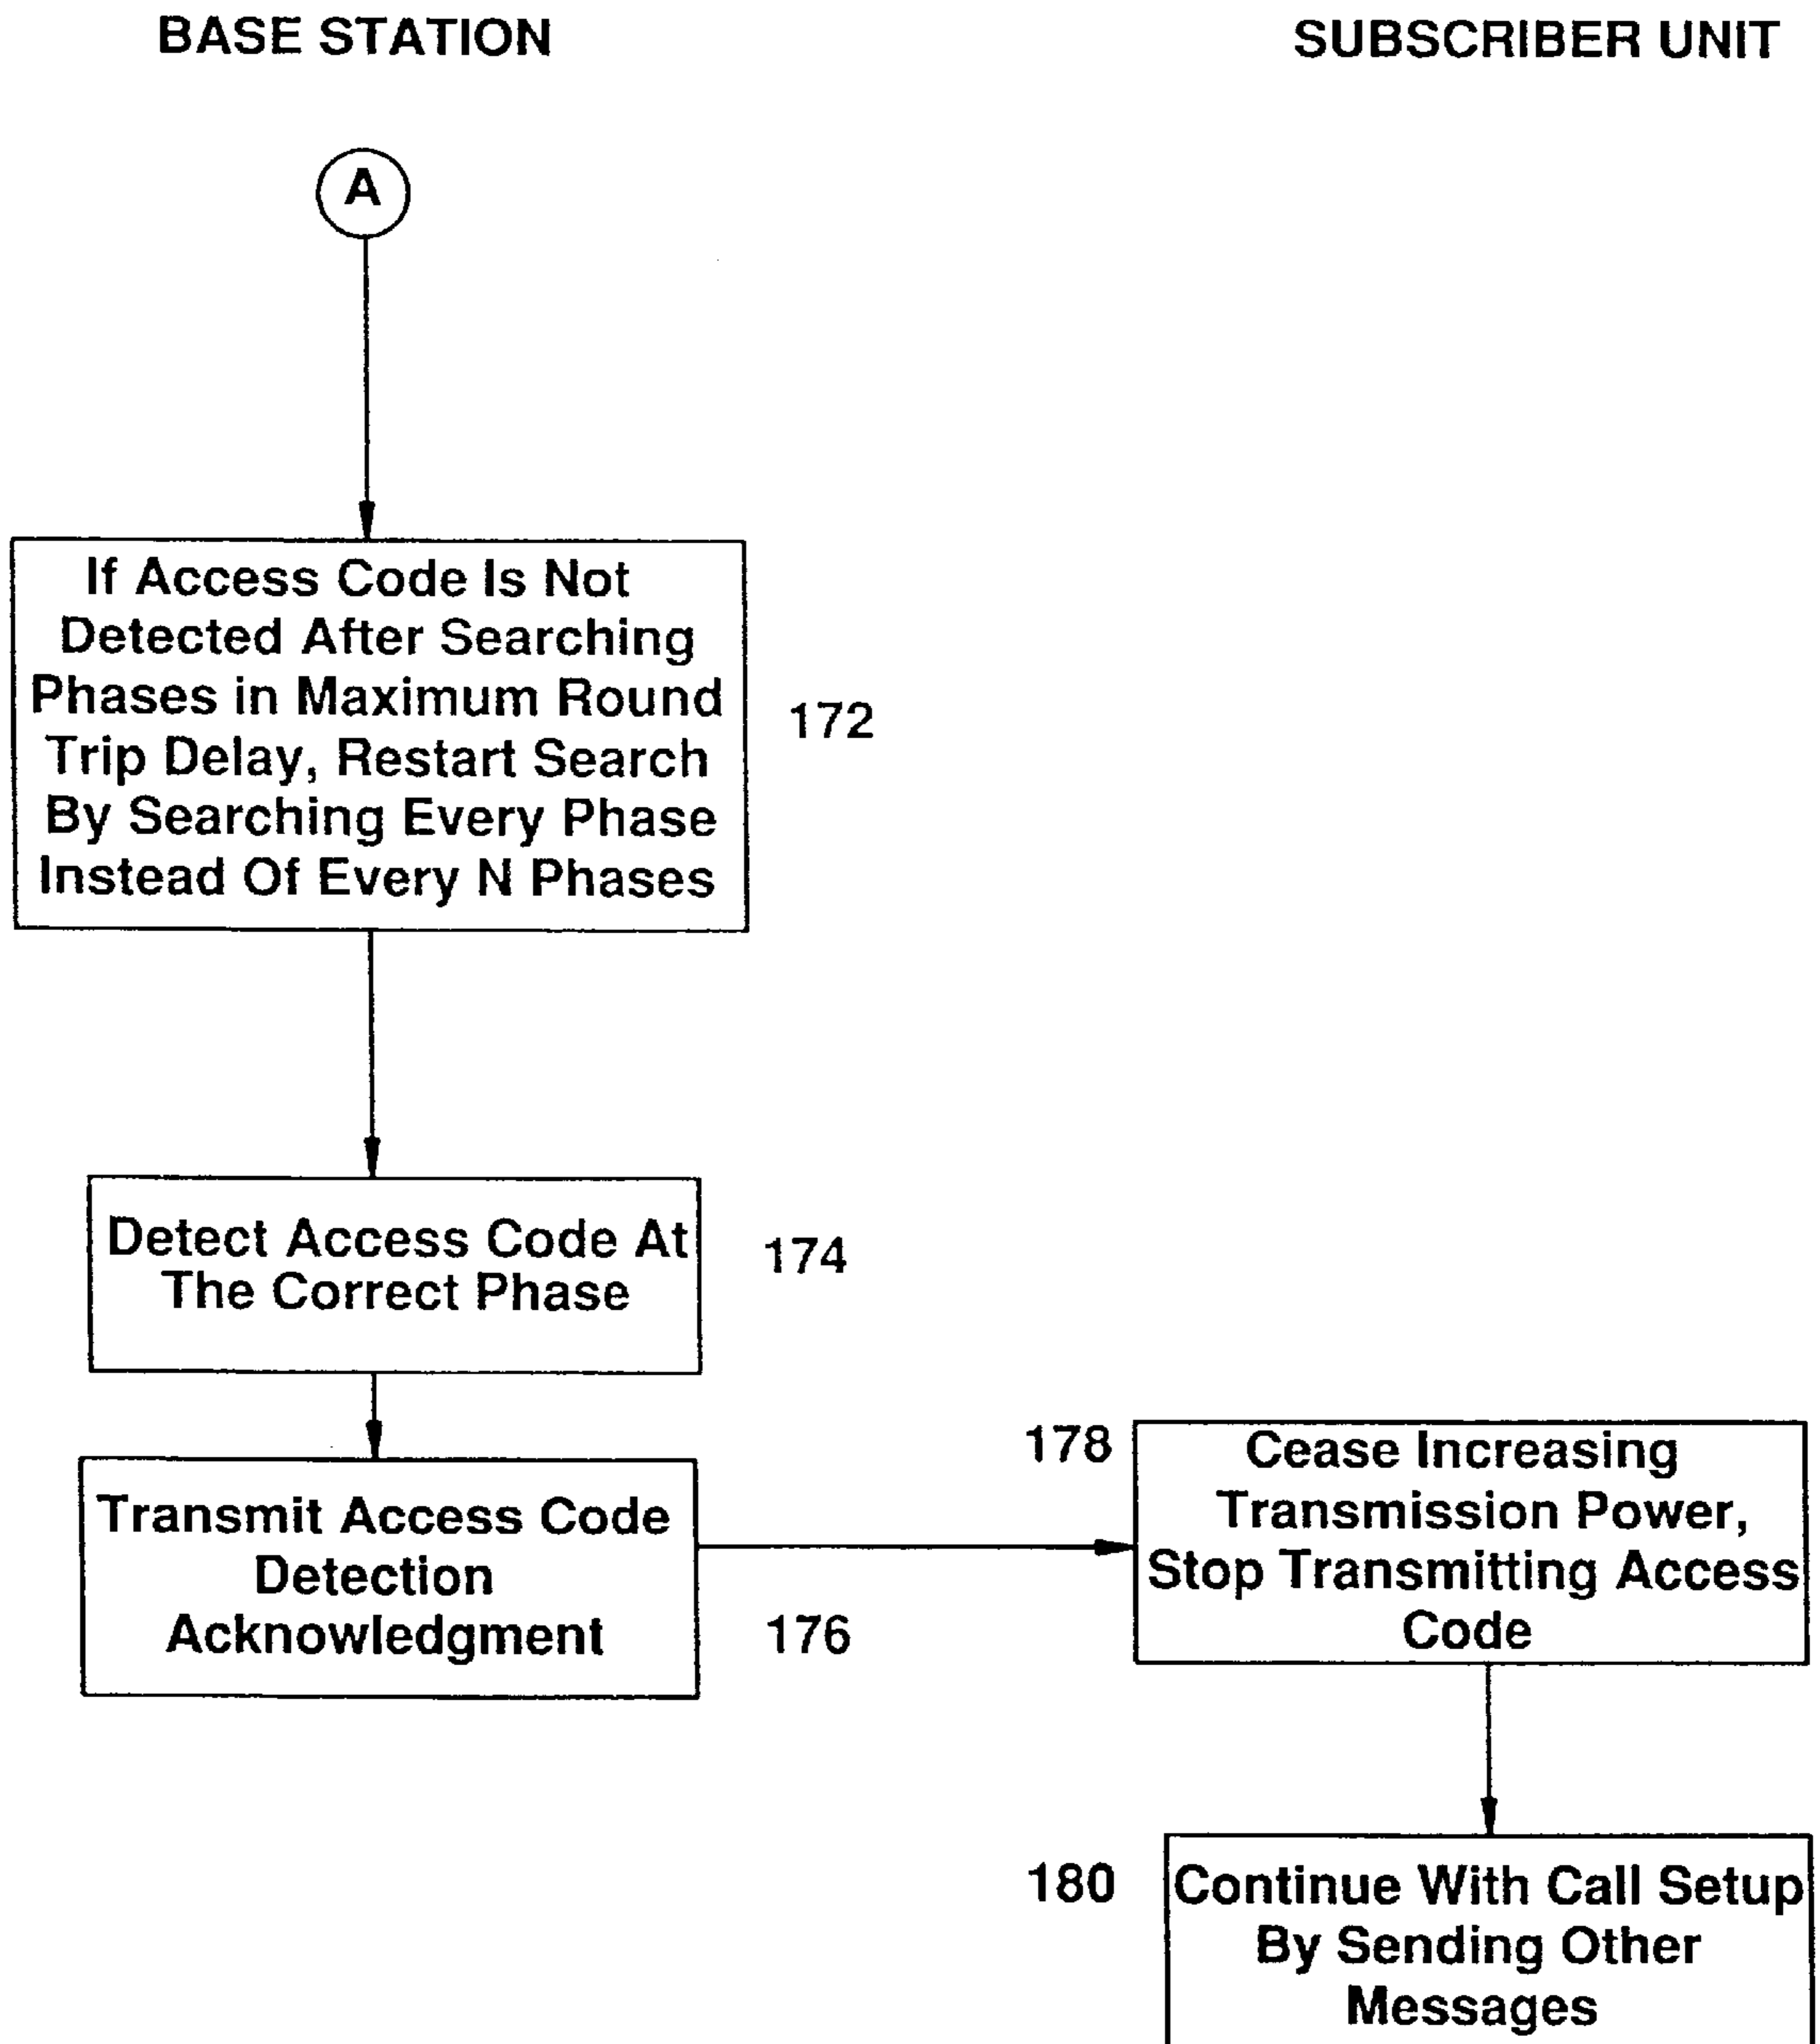 BASE STATION
SUBSCRIBER UNIT
A
If Access Code Is Not
Detected After Searching
Phases in Maximum Round
Trip Delay, Restart Search
By Searching Every Phase
Instead Of Every N Phases
172
Detect Access Code At
The Correct Phase
174
Transmit Access Code
Detection
Acknowledgment
176
178
Cease Increasing
Transmission Power,
Stop Transmitting Access
Code
180
Continue With Call Setup
By Sending Other
Messages